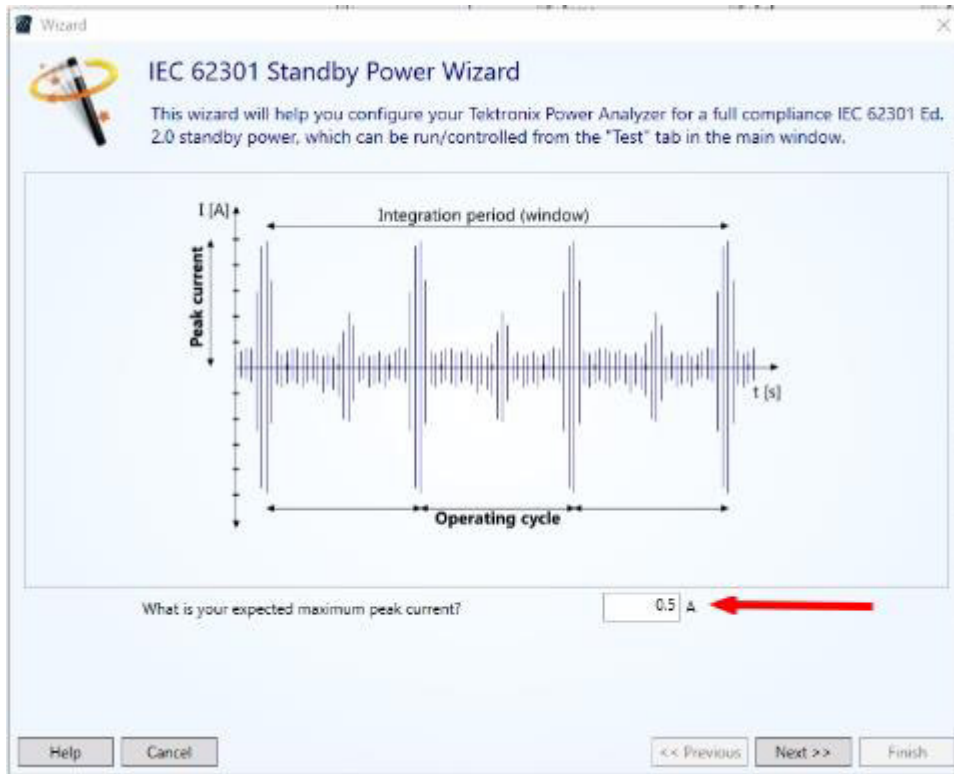 Wizard
IEC 62301 Standby Power Wizard
This wizard will help you configure your Tektronix Power Analyzer for a full compliance IEC 62301 Ed.
2.0 standby power, which can be run/controlled from the "Test" tab in the main window.
I [A]
Integration period (window)
Peak current
t [s]
Operating cycle
What is your expected maximum peak current?
0.5 A
Help
Cancel
<< Previous
Next >>
Finish